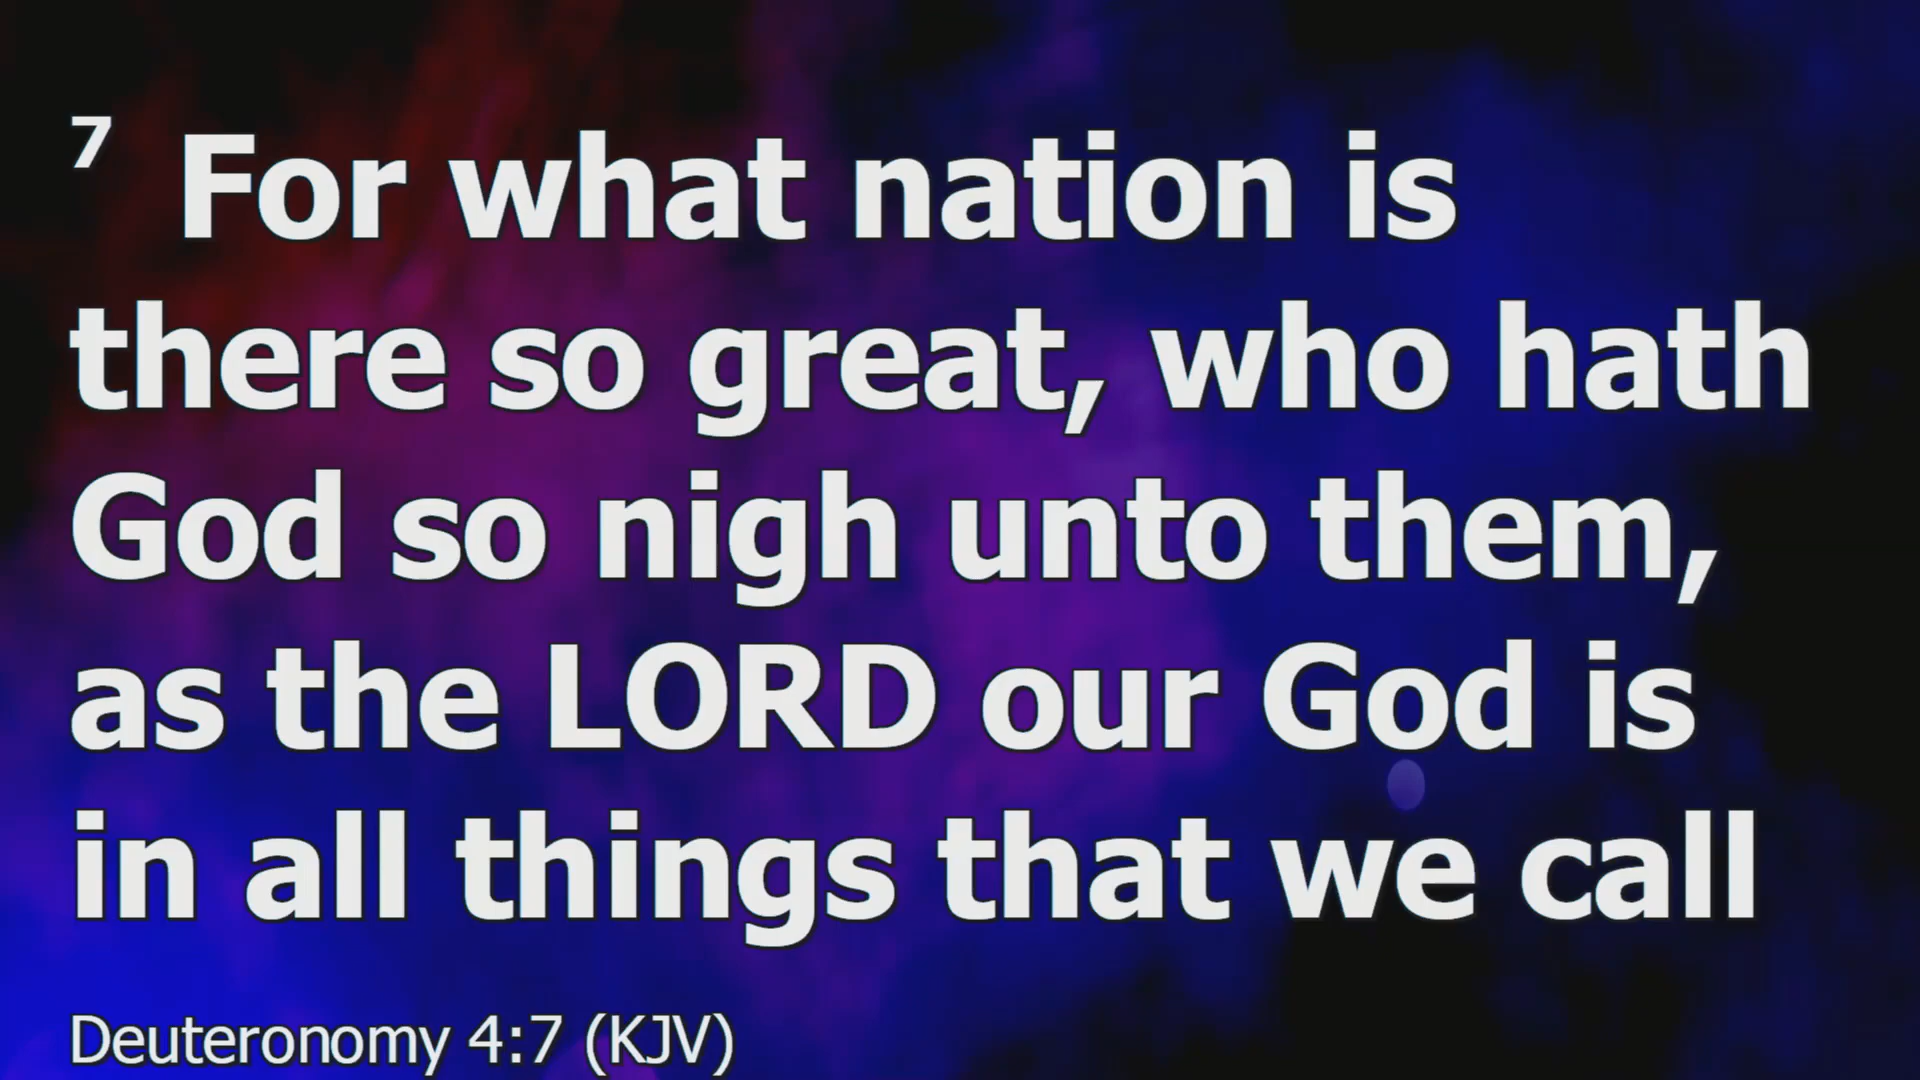 7 For what nation is
there so great, who hath
God so nigh unto them,
as the LORD our God is
in all things that we call
Deuteronomy 4:7 (KJV)